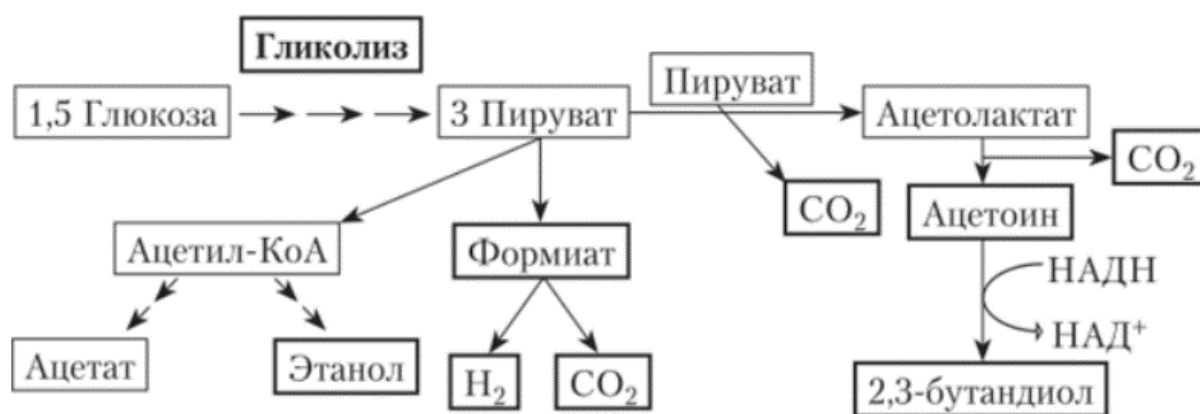 Гликолиз
1,5 Глюкоза
3 Пируват
Пируват
Ацетолактат
CO₂
CO₂
Ацетоин
Ацетил-КоА
Формиат
НАДН
НАД⁺
Ацетат
Этанол
H₂
CO₂
2,3-бутандиол